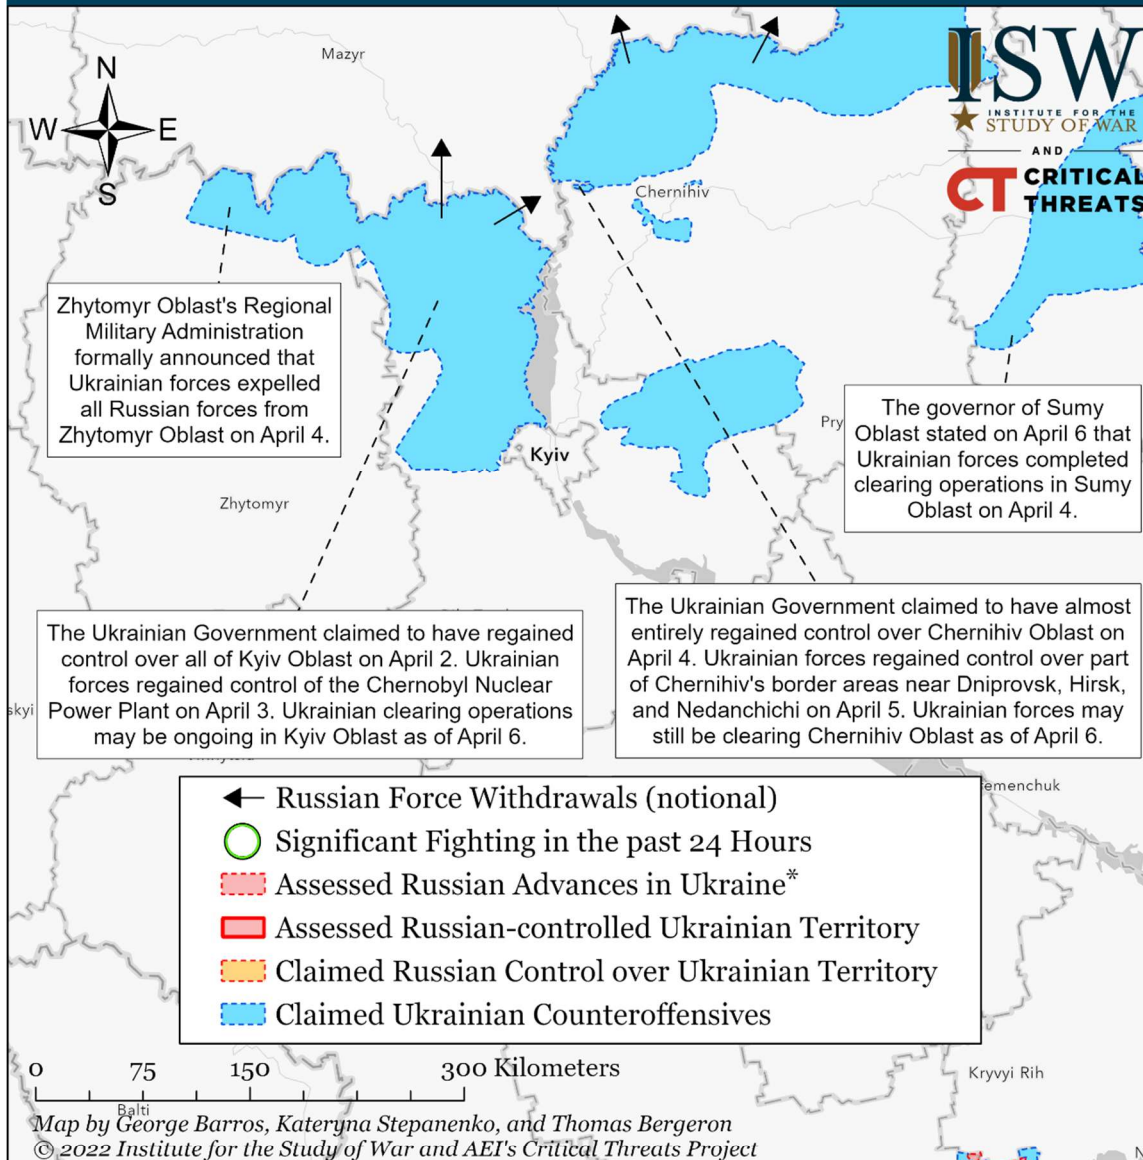 Mazyr
N
W E
S
ISW
INSTITUTE FOR THE
STUDY OF WAR
AND
CT CRITICAL
THREATS
Chernihiv
Zhytomyr Oblast's Regional
Military Administration
formally announced that
Ukrainian forces expelled
all Russian forces from
Zhytomyr Oblast on April 4.
The governor of Sumy
Oblast stated on April 6 that
Ukrainian forces completed
clearing operations in Sumy
Oblast on April 4.
Pry
Kyiv
Zhytomyr
The Ukrainian Government claimed to have regained
control over all of Kyiv Oblast on April 2. Ukrainian
forces regained control of the Chernobyl Nuclear
Power Plant on April 3. Ukrainian clearing operations
may be ongoing in Kyiv Oblast as of April 6.
The Ukrainian Government claimed to have almost
entirely regained control over Chernihiv Oblast on
April 4. Ukrainian forces regained control over part
of Chernihiv's border areas near Dniprovsk, Hirsk,
and Nedanchichi on April 5. Ukrainian forces may
still be clearing Chernihiv Oblast as of April 6.
skyi
emenchuk
Russian Force Withdrawals (notional)
Significant Fighting in the past 24 Hours
Assessed Russian Advances in Ukraine*
Assessed Russian-controlled Ukrainian Territory
Claimed Russian Control over Ukrainian Territory
Claimed Ukrainian Counteroffensives
0 75 150 300 Kilometers
Kryvyi Rih
Balti
Map by George Barros, Kateryna Stepanenko, and Thomas Bergeron
© 2022 Institute for the Study of War and AEI's Critical Threats Project